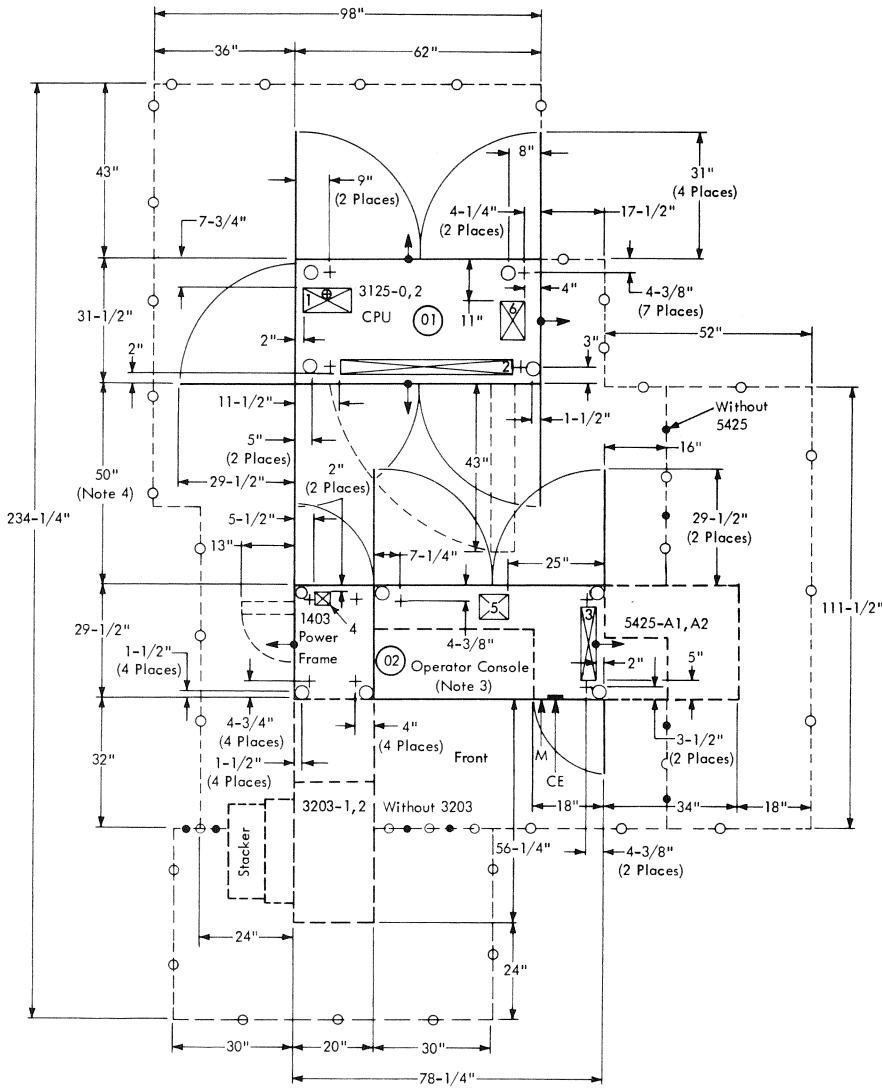 98"
36"
62"
8"
9"
(2 Places)
43"
31"
(4 Places)
4-1/4"
(2 Places)
17-1/2"
7-3/4"
3125-0,2
CPU
01
1
6
11"
4"
4-3/8"
(7 Places)
31-1/2"
2"
2"
2
3"
52"
11-1/2"
1-1/2"
Without
5425
5"
(2 Places)
43"
16"
50"
(Note 4)
2"
(2 Places)
29-1/2"
234-1/4"
5-1/2"
29-1/2"
(2 Places)
13"
7-1/4"
25"
111-1/2"
29-1/2"
1403
Power
Frame
4
5
3
5425-A1,A2
4-3/8"
1-1/2"
(4 Places)
02
Operator Console
(Note 3)
2"
5"
4-3/4"
(4 Places)
4"
(4 Places)
3-1/2"
(2 Places)
32"
1-1/2"
(4 Places)
Front
M
CE
3203-1,2
Without 3203
18"
34"
18"
Stacker
56-1/4"
4-3/8"
(2 Places)
24"
24"
30"
20"
30"
78-1/4"